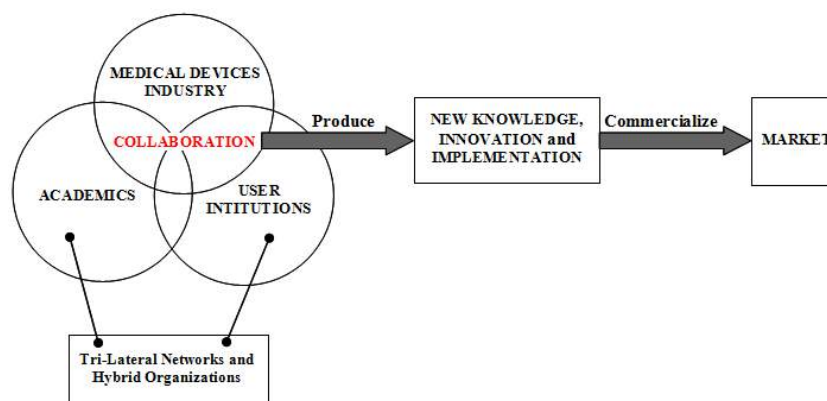 MEDICAL DEVICES
INDUSTRY
COLLABORATION
ACADEMICS
USER
INTITUTIONS
Produce
NEW KNOWLEDGE,
INNOVATION and
IMPLEMENTATION
Commercialize
MARKET
Tri-Lateral Networks and
Hybrid Organizations